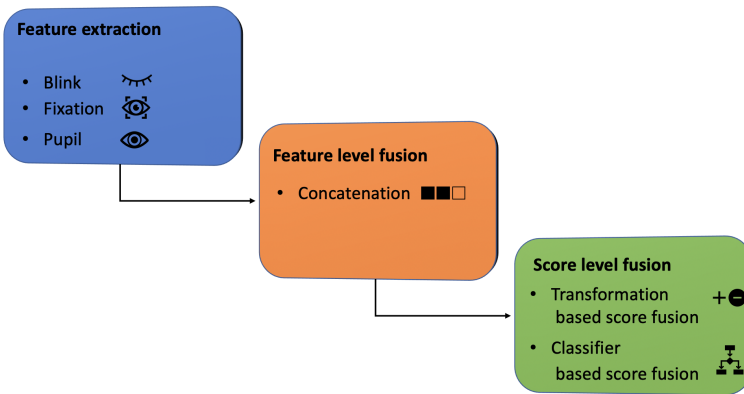 Feature extraction
• Blink
• Fixation
• Pupil
Feature level fusion
• Concatenation
Score level fusion
• Transformation
based score fusion
• Classifier
based score fusion